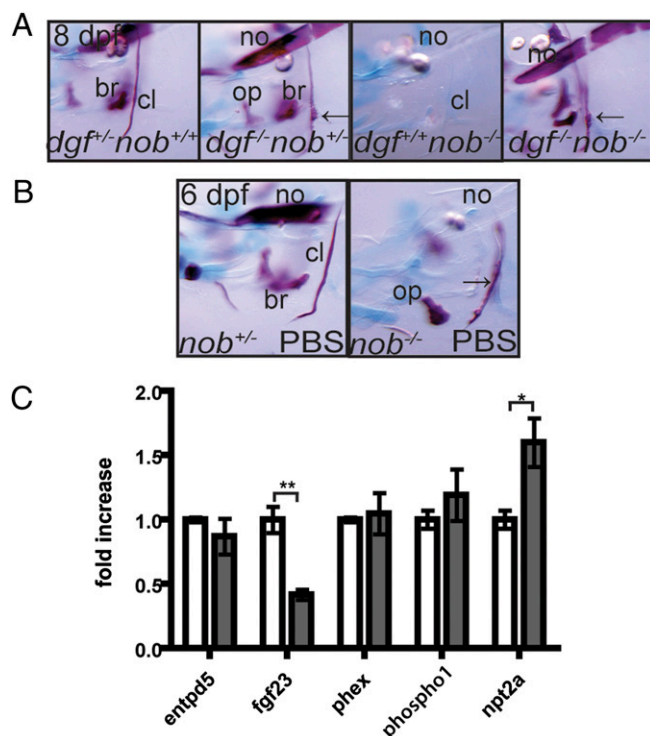 A
8 dpf
no
no
no
op
br
br
cl
cl
←
←
dgf+/-nob+/+
dgf-/-nob+/-
dgf+/+nob-/-
dgf-/-nob-/-
B
6 dpf
no
no
cl
br
op
→
nob+/-
PBS
nob-/-
PBS
C
fold increase
2.0
1.5
1.0
0.5
0.0
**
*
entpd5
fgf23
phex
phospho1
npt2a